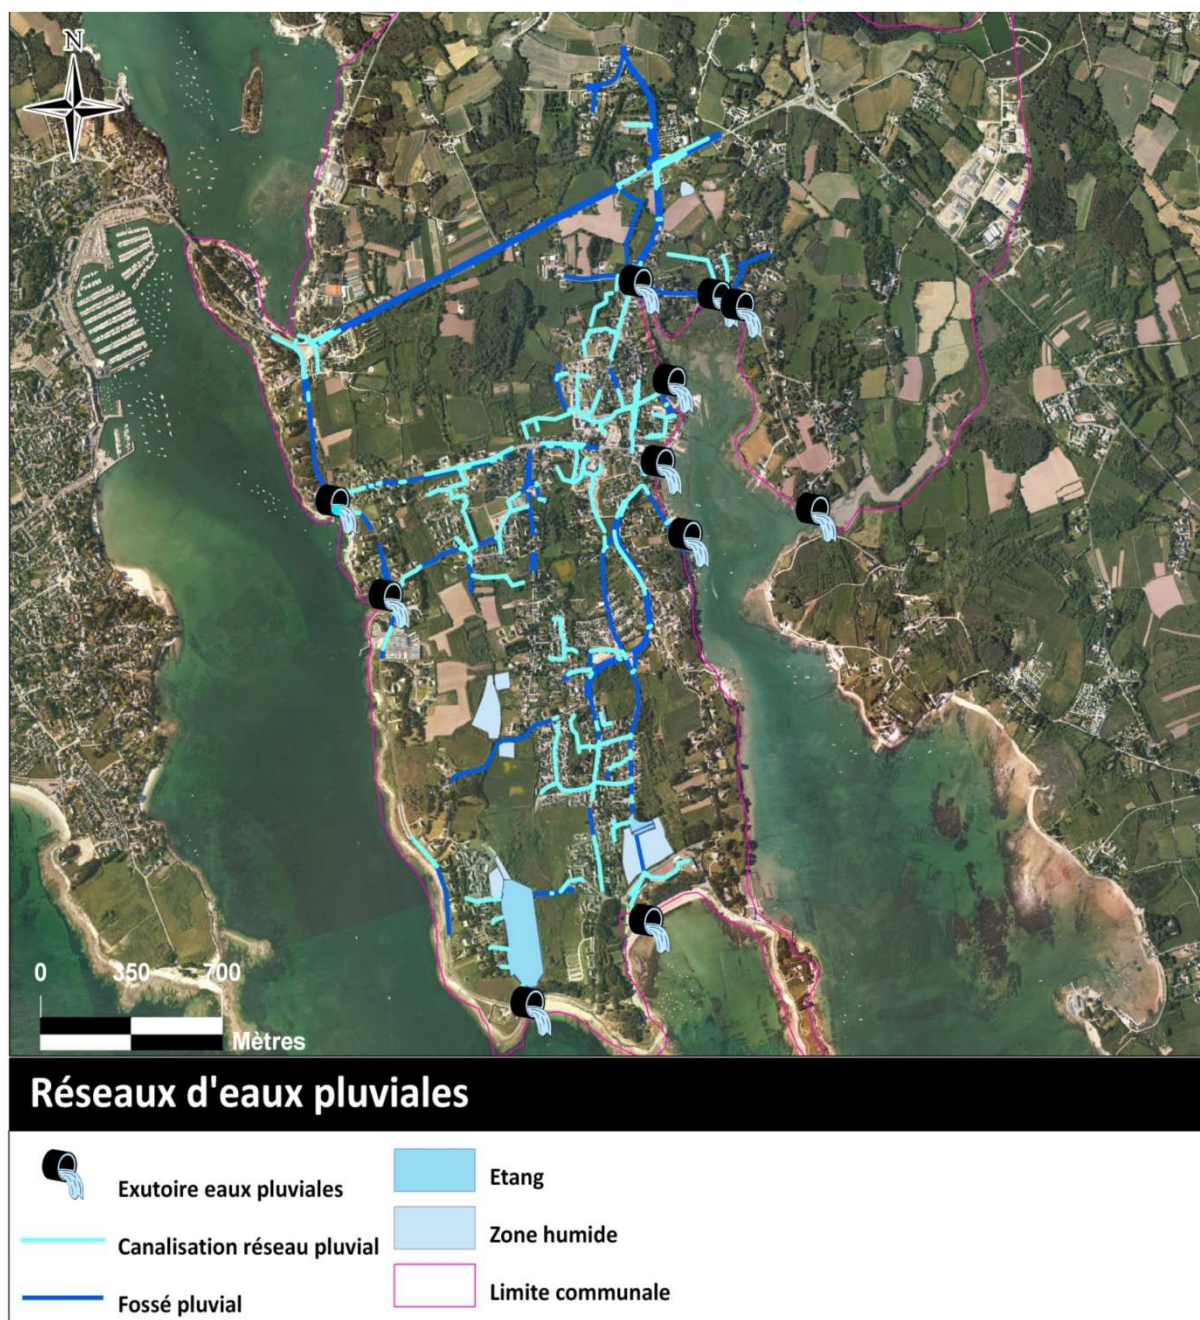 N
0 350 700
Mètres
Réseaux d'eaux pluviales
Exutoire eaux pluviales
Canalisation réseau pluvial
Fossé pluvial
Etang
Zone humide
Limite communale